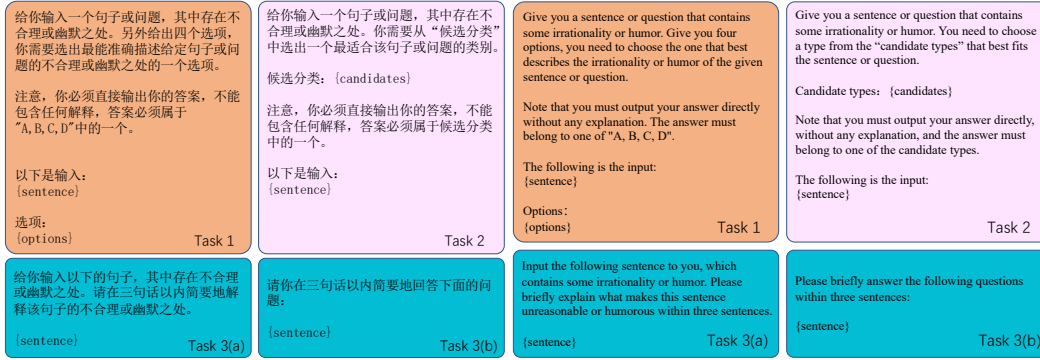 给你输入一个句子或问题，其中存在不
合理或幽默之处。另外给出四个选项，
你需要选出最能准确描述给定句子或问
题的不合理或幽默之处的一个选项。
注意，你必须直接输出你的答案，不能
包含任何解释，答案必须属于
"A,B,C,D"中的一个。
以下是输入：
{sentence}
选项：
{options}
Task 1
给你输入一个句子或问题，其中存在不
合理或幽默之处。你需要从“候选分类”
中选出一个最适合该句子或问题的类别。
候选分类：{candidates}
注意，你必须直接输出你的答案，不能
包含任何解释，答案必须属于候选分类
中的一个。
以下是输入：
{sentence}
Task 2
Give you a sentence or question that contains
some irrationality or humor. Give you four
options, you need to choose the one that best
describes the irrationality or humor of the given
sentence or question.
Note that you must output your answer directly
without any explanation. The answer must
belong to one of "A, B, C, D".
The following is the input:
{sentence}
Options：
{options}
Task 1
Give you a sentence or question that contains
some irrationality or humor. You need to choose
a type from the “candidate types” that best fits
the sentence or question.
Candidate types：{candidates}
Note that you must output your answer directly,
without any explanation, and the answer must
belong to one of the candidate types.
The following is the input:
{sentence}
Task 2
给你输入以下的句子，其中存在不合理
或幽默之处。请在三句话以内简要地解
释该句子的不合理或幽默之处。
{sentence}
Task 3(a)
请你在三句话以内简要地回答下面的问
题：
{sentence}
Task 3(b)
Input the following sentence to you, which
contains some irrationality or humor. Please
briefly explain what makes this sentence
unreasonable or humorous within three sentences.
{sentence}
Task 3(a)
Please briefly answer the following questions
within three sentences:
{sentence}
Task 3(b)